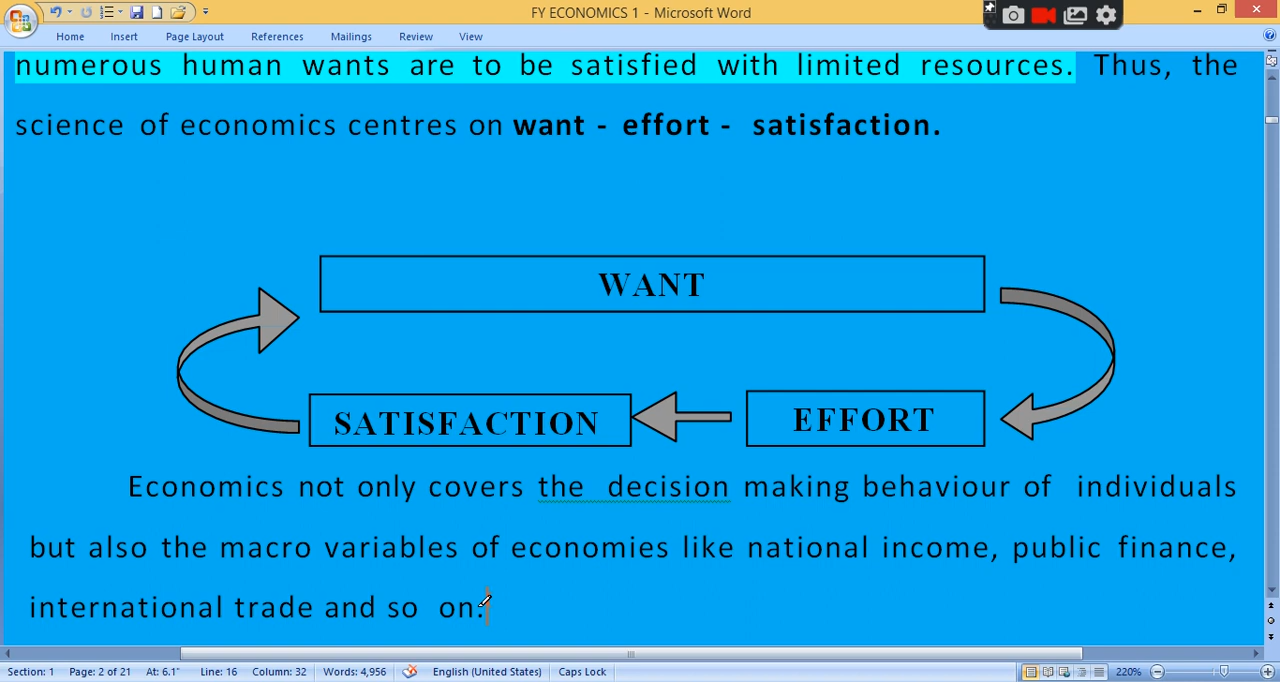 FY ECONOMICS 1 - Microsoft Word
Home Insert Page Layout References Mailings Review View
numerous human wants are to be satisfied with limited resources. Thus, the
science of economics centres on want - effort - satisfaction.
WANT
SATISFACTION EFFORT
Economics not only covers the decision making behaviour of individuals
but also the macro variables of economies like national income, public finance,
international trade and so on.
Section: 1 Page: 2 of 21 At: 6.1" Line: 16 Column: 32 Words: 4,956 English (United States) Caps Lock 220%